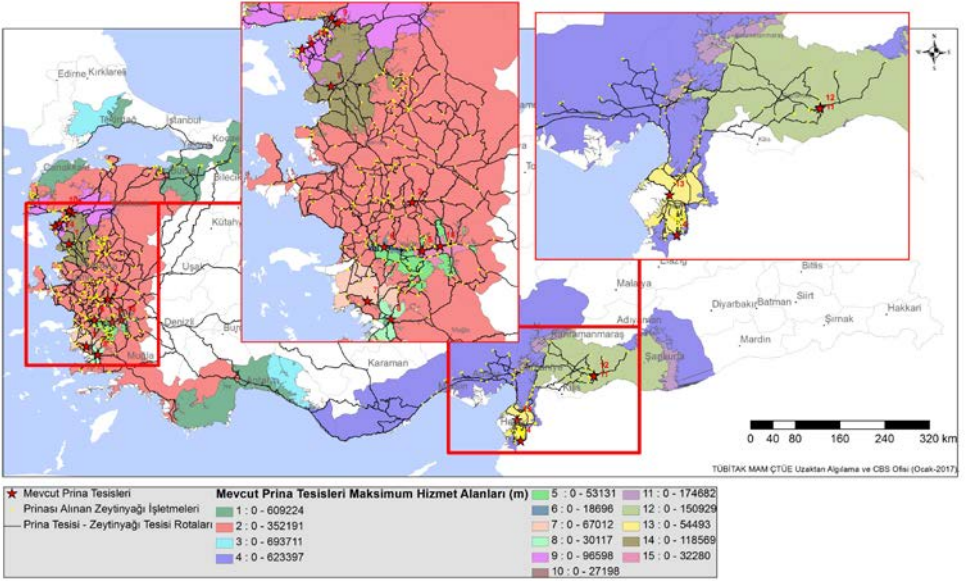 Edirne
Kırklareli
Tekirdağ
İstanbul
Kocaeli
Bilecik
Çanakkale
Kütahya
Uşak
Denizli
Muğla
Karaman
Malatya
Elazığ
Bitlis
Diyarbakır
Batman
Siirt
Şırnak
Hakkari
Mardin
Adıyaman
Kahramanmaraş
Şanlıurfa
Kilis
12
11
13
0 40 80 160 240 320 km
TÜBİTAK MAM ÇTÜE Uzaktan Algılama ve CBS Ofisi (Ocak-2017)
Mevcut Prina Tesisleri
Prinası Alınan Zeytinyağı İşletmeleri
Prina Tesisi - Zeytinyağı Tesisi Rotaları
Mevcut Prina Tesisleri Maksimum Hizmet Alanları (m)
1 : 0 - 609224
2 : 0 - 352191
3 : 0 - 693711
4 : 0 - 623397
5 : 0 - 53131
6 : 0 - 18696
7 : 0 - 67012
8 : 0 - 30117
9 : 0 - 96598
10 : 0 - 27198
11 : 0 - 174682
12 : 0 - 150929
13 : 0 - 54493
14 : 0 - 118569
15 : 0 - 32280